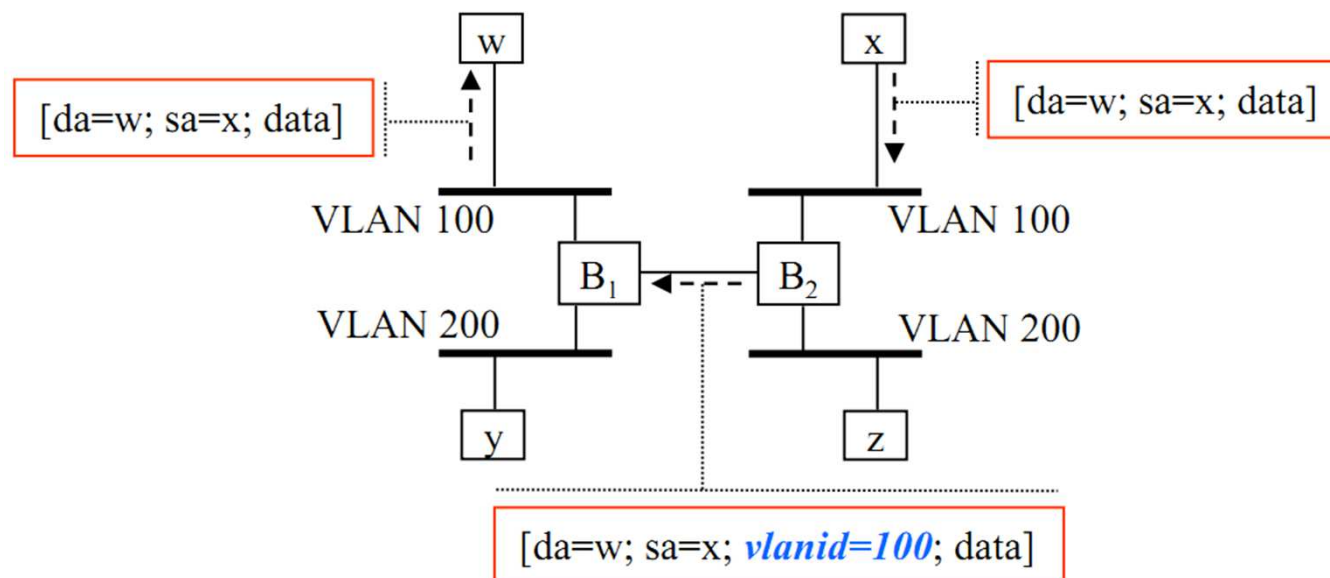 w
x
[da=w; sa=x; data]
[da=w; sa=x; data]
VLAN 100
VLAN 100
B₁
B₂
VLAN 200
VLAN 200
y
z
[da=w; sa=x; vlanid=100; data]